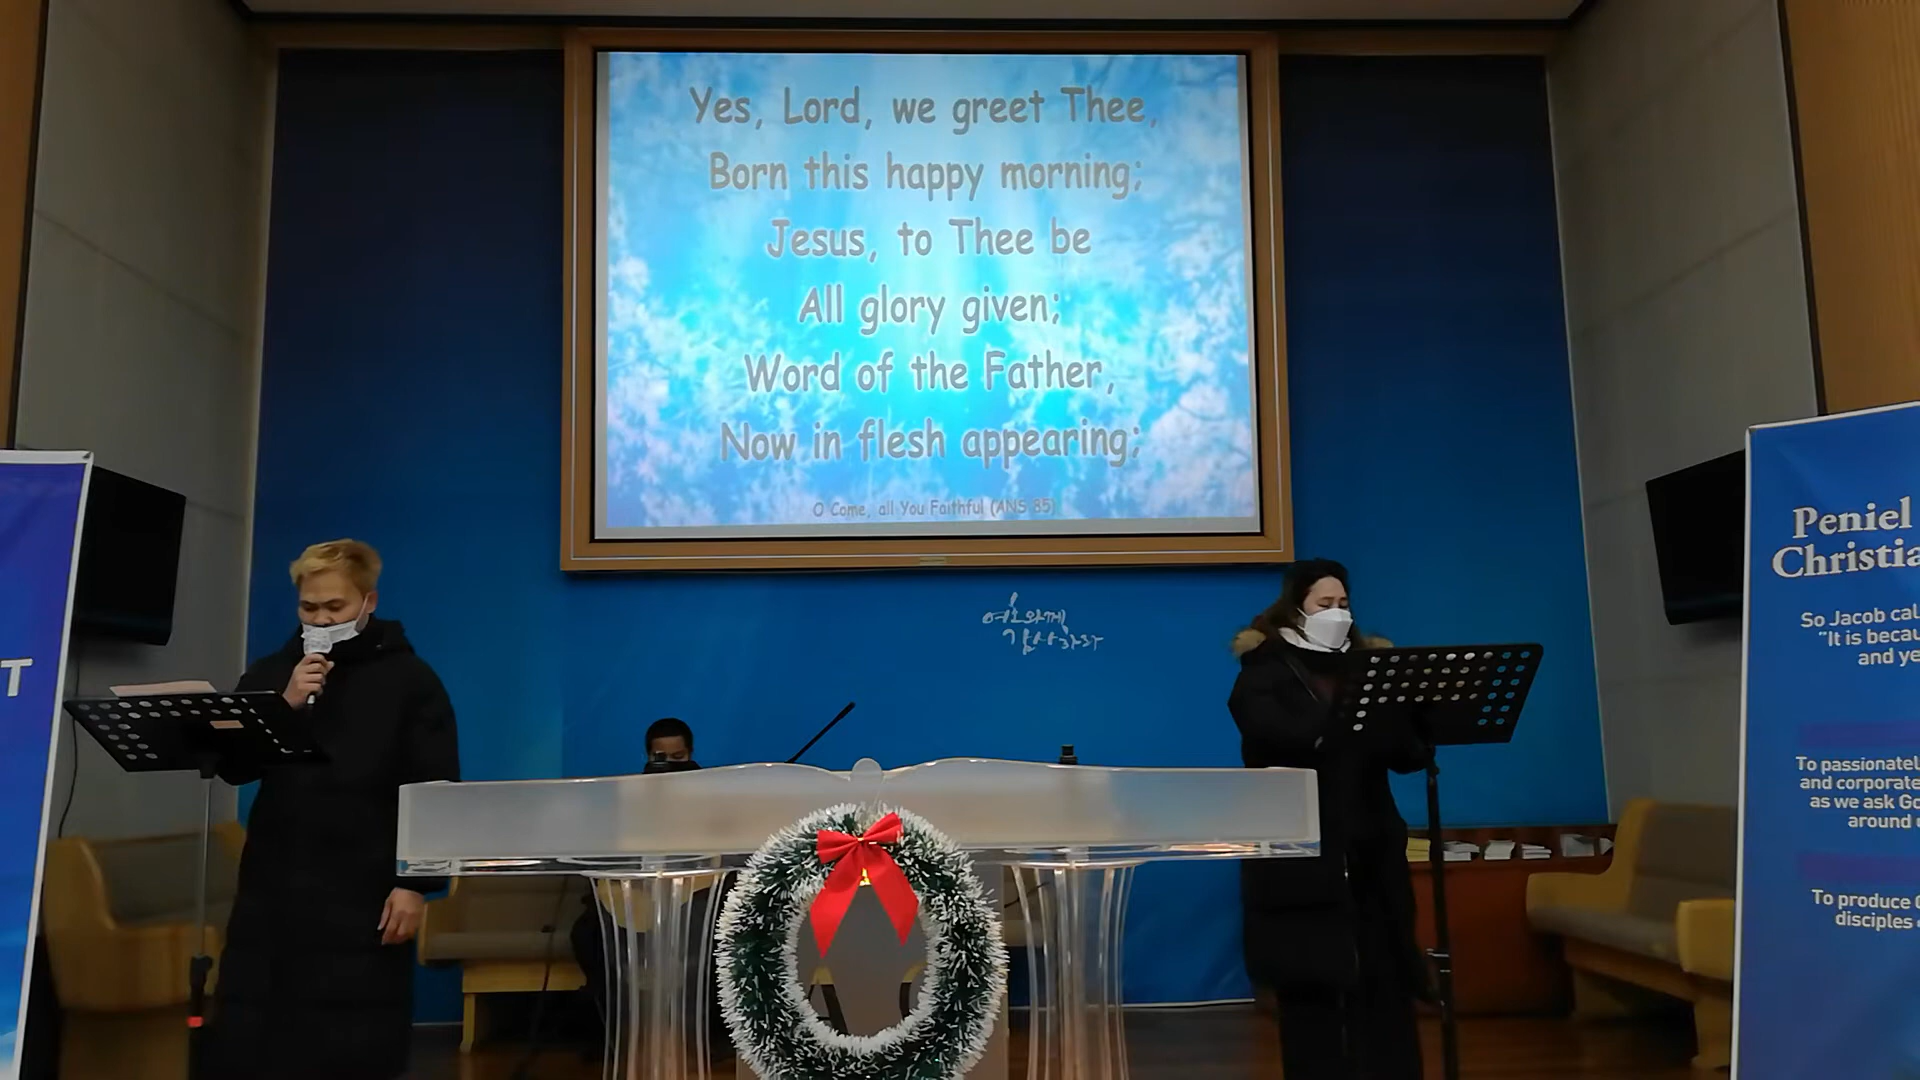 Yes, Lord, we greet Thee,
Born this happy morning;
Jesus, to Thee be
All glory given;
Word of the Father,
Now in flesh appearing;
O Come, all You Faithful (ANS 85)
여호와께
감사하라
T
Peniel
Christia
So Jacob cal
"It is becau
and ye
To passionatel
and corporate
as we ask Go
around
To produce
disciples